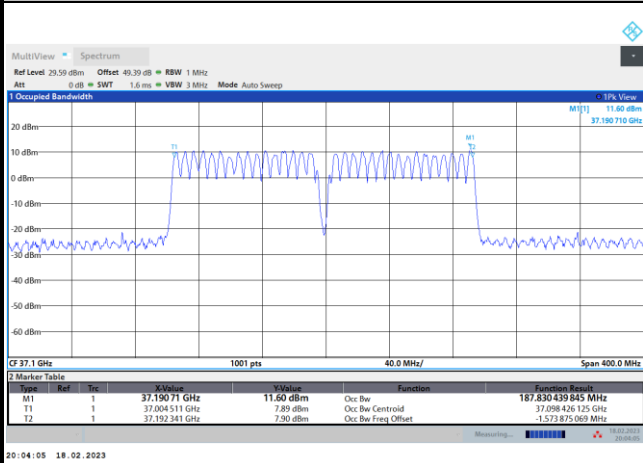 MultiView Spectrum
Ref Level 29.59 dBm Offset 49.39 dB RBW 1 MHz
Att 0 dB SWT 1.6 ms VBW 3 MHz Mode Auto Sweep
1 Occupied Bandwidth 1Pk View
M1[1] 11.60 dBm
37.190 710 GHz
20 dBm
M1
T1 T2
10 dBm
0 dBm
-10 dBm
-20 dBm
-30 dBm
-40 dBm
-50 dBm
-60 dBm
CF 37.1 GHz 1001 pts 40.0 MHz/ Span 400.0 MHz
2 Marker Table
Type Ref Trc X-Value Y-Value Function Function Result
M1 1 37.190 71 GHz 11.60 dBm Occ Bw 187.830 439 845 MHz
T1 1 37.004 511 GHz 7.89 dBm Occ Bw Centroid 37.098 426 125 GHz
T2 1 37.192 341 GHz 7.90 dBm Occ Bw Freq Offset -1.573 875 069 MHz
Measuring... 18.02.2023
20:04:05
20:04:05 18.02.2023